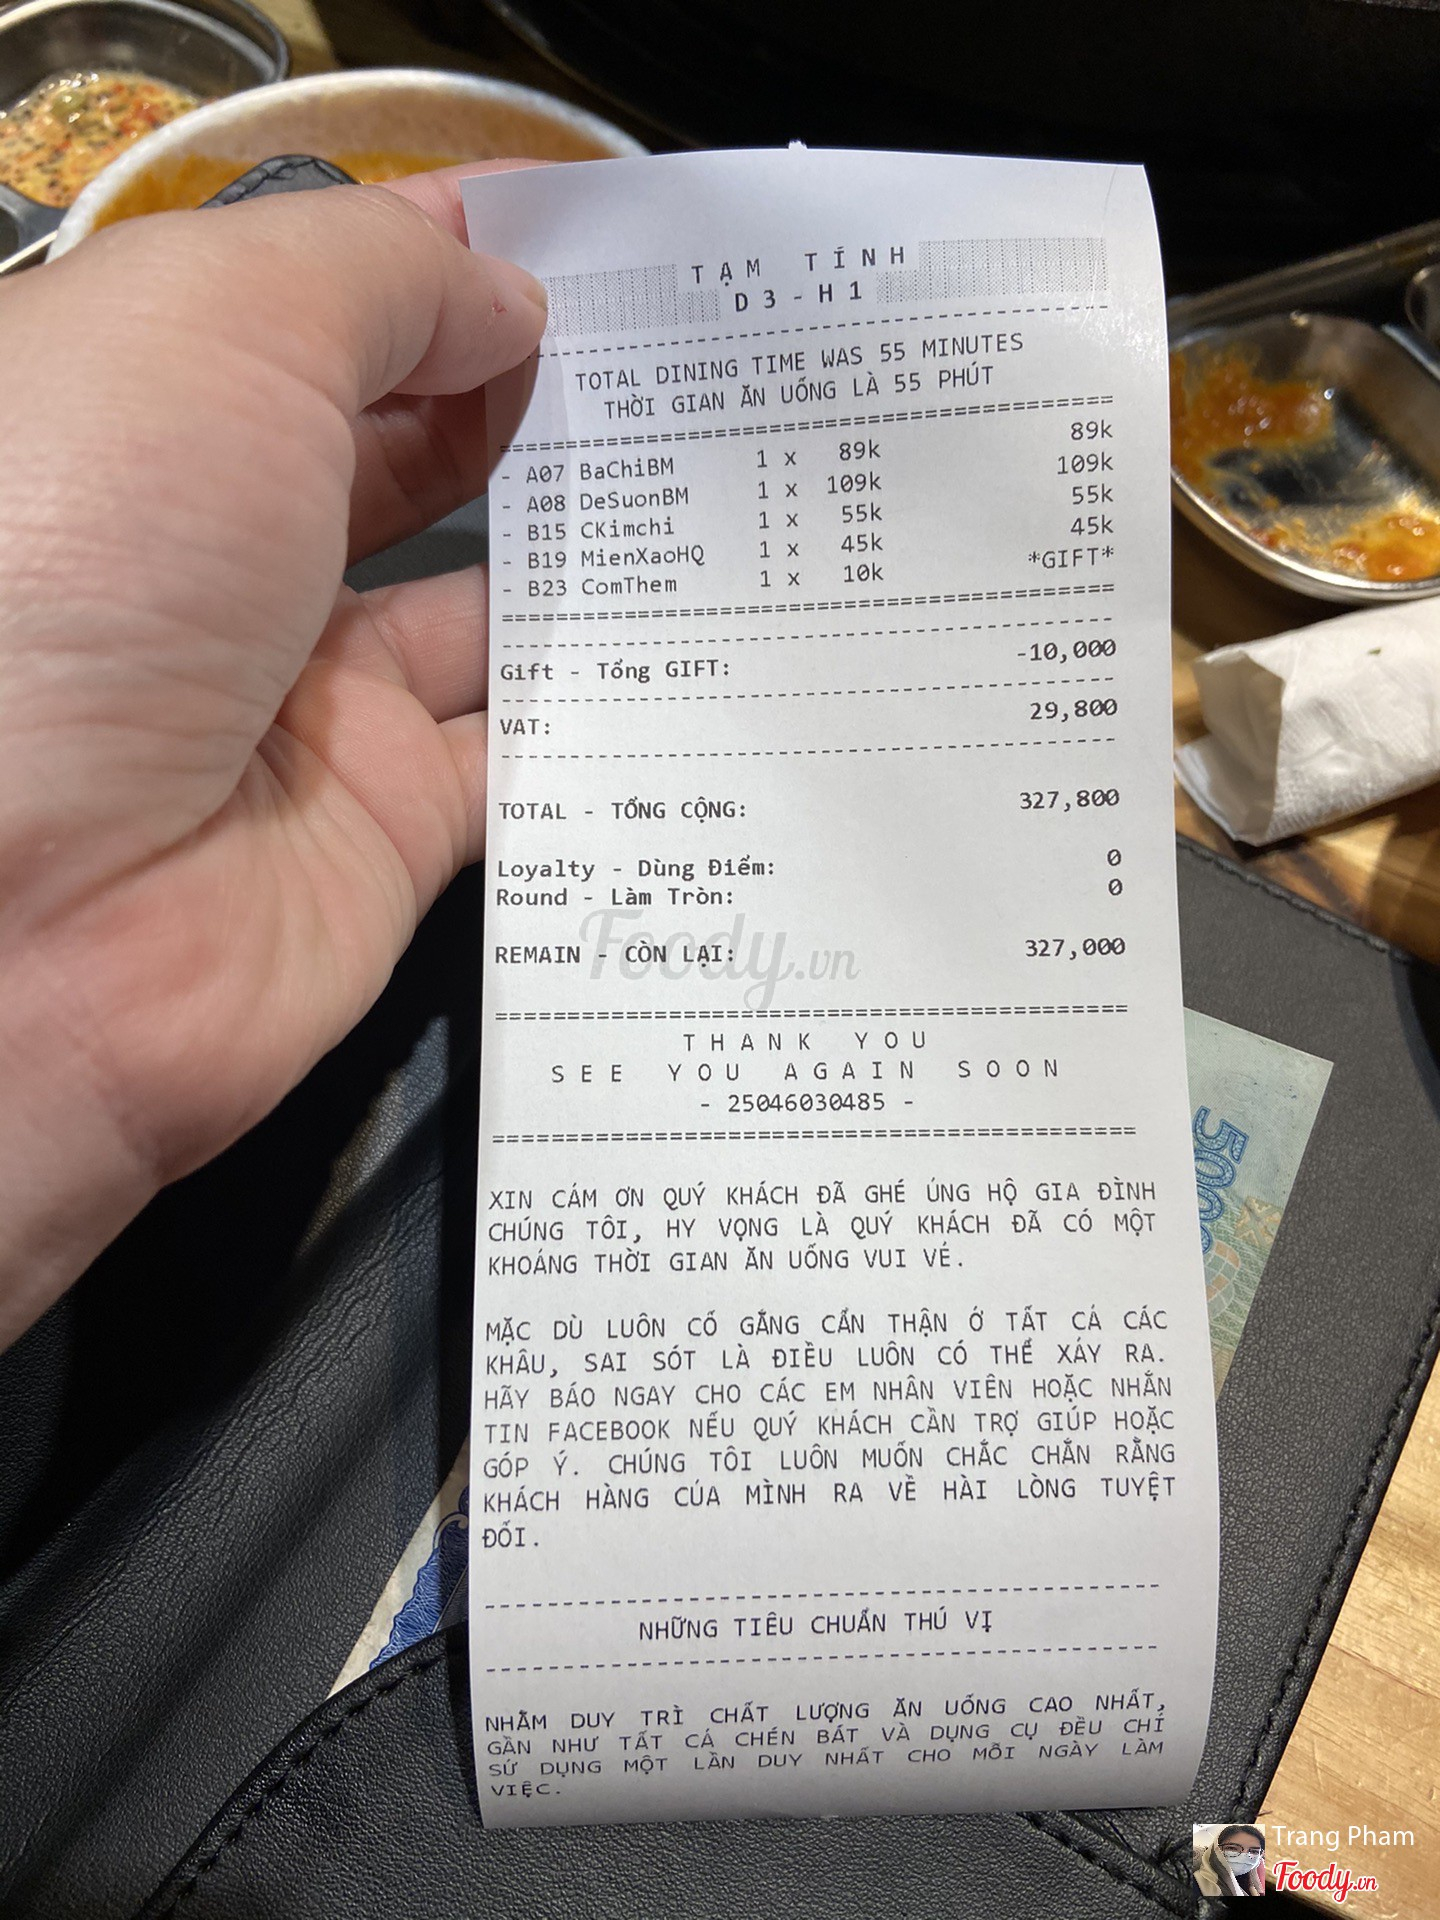 TẠM TÍNH
D3-H1
TOTAL DINING TIME WAS 55 MINUTES
THỜI GIAN ĂN UỐNG LÀ 55 PHÚT
- A07 BaChiBM 1 x 89k 89k
- A08 DeSuonBM 1 x 109k 109k
- B15 CKimchi 1 x 55k 55k
- B19 MienXaoHQ 1 x 45k 45k
- B23 ComThem 1 x 10k *GIFT*
Gift - Tổng GIFT: -10,000
VAT: 29,800
TOTAL - TỔNG CỘNG: 327,800
Loyalty - Dùng Điểm: 0
Round - Làm Tròn: 0
REMAIN - CÒN LẠI: 327,000
Foody.vn
THANK YOU
SEE YOU AGAIN SOON
- 25046030485 -
XIN CÁM ƠN QUÝ KHÁCH ĐÃ GHÉ ỦNG HỘ GIA ĐÌNH
CHÚNG TÔI, HY VỌNG LÀ QUÝ KHÁCH ĐÃ CÓ MỘT
KHOẢNG THỜI GIAN ĂN UỐNG VUI VẺ.
MẶC DÙ LUÔN CỐ GẮNG CẨN THẬN Ở TẤT CẢ CÁC
KHÂU, SAI SÓT LÀ ĐIỀU LUÔN CÓ THỂ XẢY RA.
HÃY BÁO NGAY CHO CÁC EM NHÂN VIÊN HOẶC NHẮN
TIN FACEBOOK NẾU QUÝ KHÁCH CẦN TRỢ GIÚP HOẶC
GÓP Ý. CHÚNG TÔI LUÔN MUỐN CHẮC CHẮN RẰNG
KHÁCH HÀNG CỦA MÌNH RA VỀ HÀI LÒNG TUYỆT
ĐỐI.
NHỮNG TIÊU CHUẨN THÚ VỊ
NHẰM DUY TRÌ CHẤT LƯỢNG ĂN UỐNG CAO NHẤT,
GẦN NHƯ TẤT CẢ CHÉN BÁT VÀ DỤNG CỤ ĐỀU CHỈ
SỬ DỤNG MỘT LẦN DUY NHẤT CHO MỖI NGÀY LÀM
VIỆC.
Trang Pham
Foody.vn